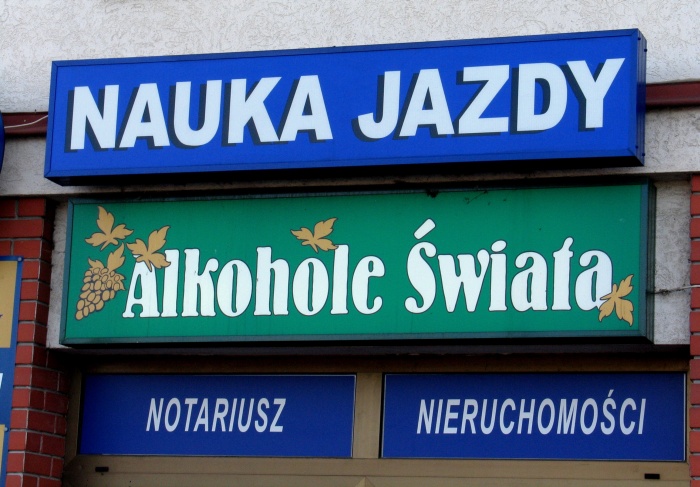 NAUKA JAZDY
Alkohole Świata
NOTARIUSZ
NIERUCHOMOŚCI